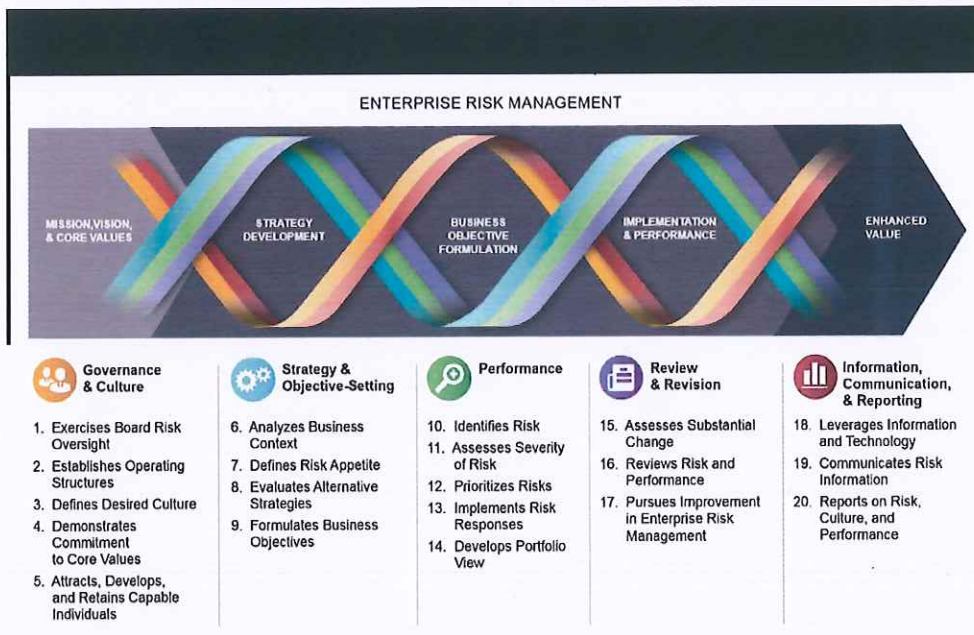 ENTERPRISE RISK MANAGEMENT
MISSION, VISION,
& CORE VALUES
STRATEGY
DEVELOPMENT
BUSINESS
OBJECTIVE
FORMULATION
IMPLEMENTATION
& PERFORMANCE
ENHANCED
VALUE
Governance
& Culture
1. Exercises Board Risk
Oversight
2. Establishes Operating
Structures
3. Defines Desired Culture
4. Demonstrates
Commitment
to Core Values
5. Attracts, Develops,
and Retains Capable
Individuals
Strategy &
Objective-Setting
6. Analyzes Business
Context
7. Defines Risk Appetite
8. Evaluates Alternative
Strategies
9. Formulates Business
Objectives
Performance
10. Identifies Risk
11. Assesses Severity
of Risk
12. Prioritizes Risks
13. Implements Risk
Responses
14. Develops Portfolio
View
Review
& Revision
15. Assesses Substantial
Change
16. Reviews Risk and
Performance
17. Pursues Improvement
in Enterprise Risk
Management
Information,
Communication,
& Reporting
18. Leverages Information
and Technology
19. Communicates Risk
Information
20. Reports on Risk,
Culture, and
Performance